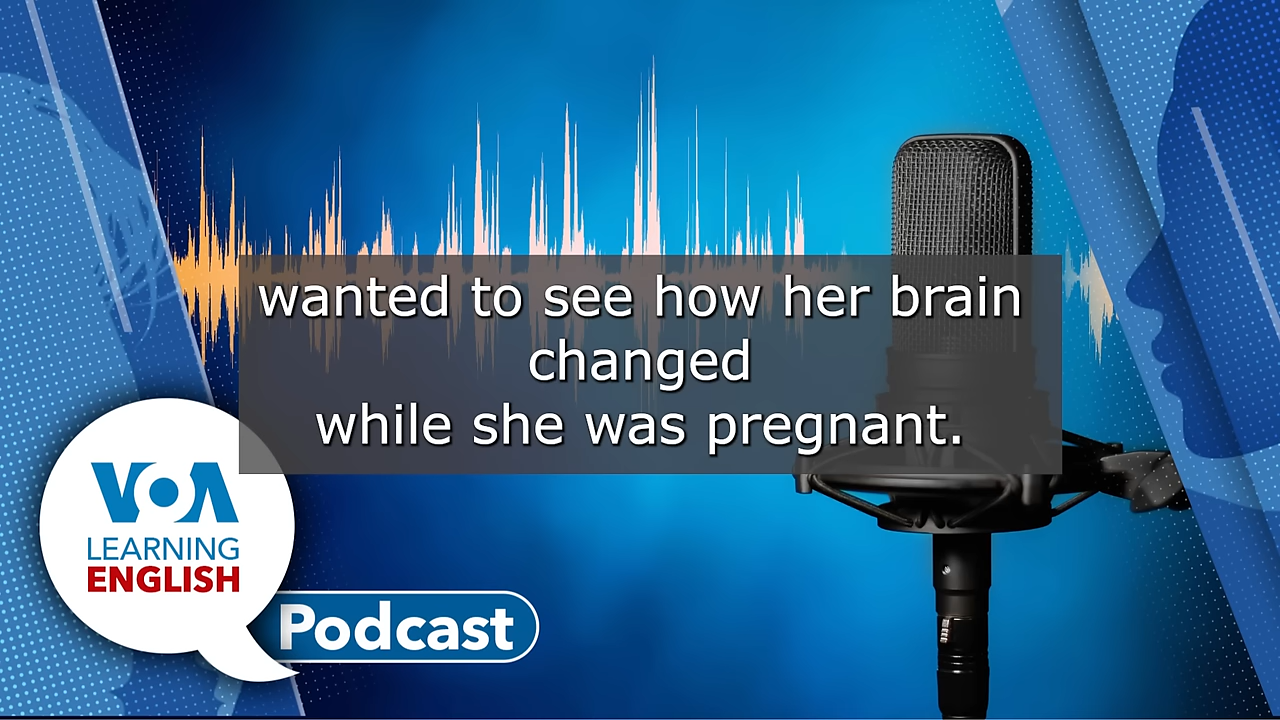 wanted to see how her brain
changed
while she was pregnant.
VOA
LEARNING
ENGLISH
Podcast